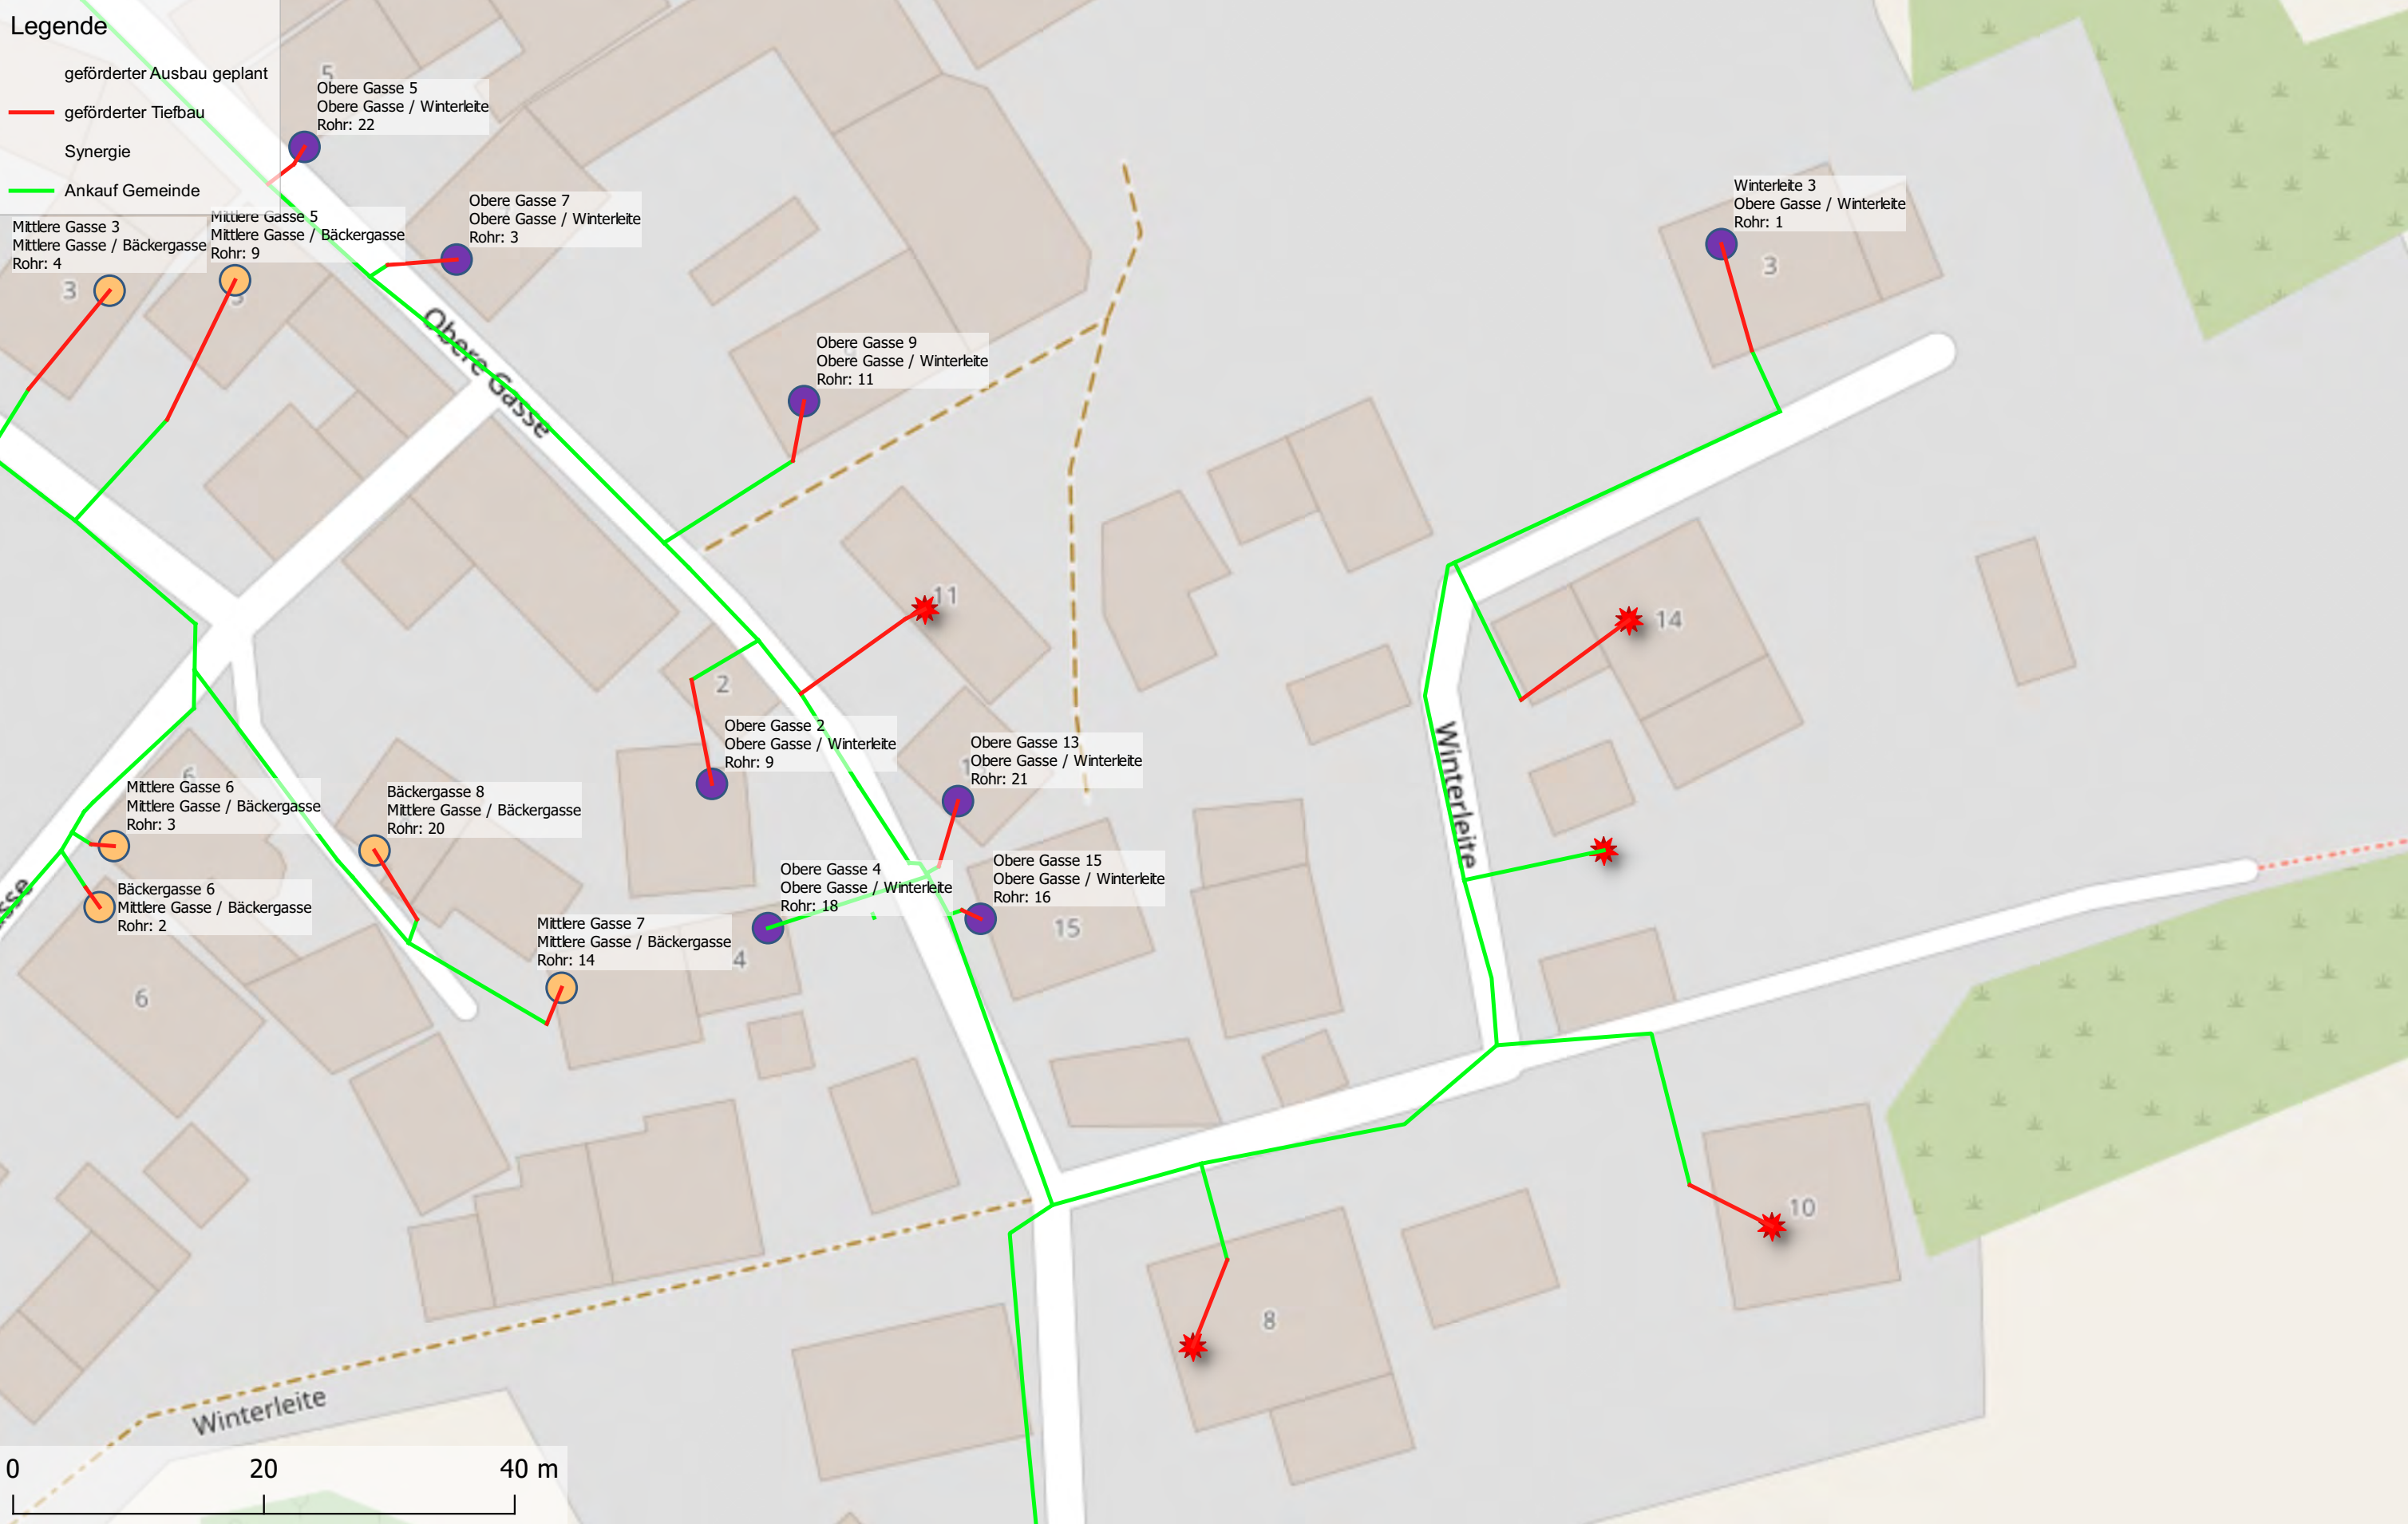 Legende
geförderter Ausbau geplant
geförderter Tiefbau
Synergie
Ankauf Gemeinde
5
Obere Gasse 5
Obere Gasse / Winterleite
Rohr: 22
Obere Gasse 7
Obere Gasse / Winterleite
Rohr: 3
Winterleite 3
Obere Gasse / Winterleite
Rohr: 1
3
Mittlere Gasse 3
Mittlere Gasse / Bäckergasse
Rohr: 4
3
Mittlere Gasse 5
Mittlere Gasse / Bäckergasse
Rohr: 9
5
Obere Gasse
Obere Gasse 9
Obere Gasse / Winterleite
Rohr: 11
11
14
2
Obere Gasse 2
Obere Gasse / Winterleite
Rohr: 9
Obere Gasse 13
Obere Gasse / Winterleite
Rohr: 21
Winterleite
6
Mittlere Gasse 6
Mittlere Gasse / Bäckergasse
Rohr: 3
Bäckergasse 8
Mittlere Gasse / Bäckergasse
Rohr: 20
Obere Gasse 4
Obere Gasse / Winterleite
Rohr: 18
Obere Gasse 15
Obere Gasse / Winterleite
Rohr: 16
15
Bäckergasse 6
Mittlere Gasse / Bäckergasse
Rohr: 2
Mittlere Gasse 7
Mittlere Gasse / Bäckergasse
Rohr: 14
4
6
asse
10
8
Winterleite
0 20 40 m